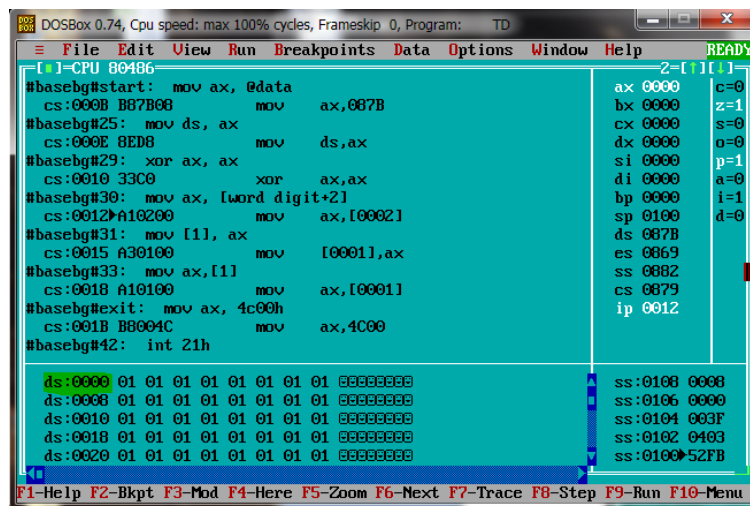 DOSBox 0.74, Cpu speed: max 100% cycles, Frameskip 0, Program: TD
≡ File Edit View Run Breakpoints Data Options Window Help READY
[■]=CPU 80486 2=[↑][↓]
#basebg#start: mov ax, @data ax 0000 c=0
cs:000B B87B08 mov ax,087B bx 0000 z=1
#basebg#25: mov ds, ax cx 0000 s=0
cs:000E 8ED8 mov ds,ax dx 0000 o=0
#basebg#29: xor ax, ax si 0000 p=1
cs:0010 33C0 xor ax,ax di 0000 a=0
#basebg#30: mov ax, [word digit+2] bp 0000 i=1
cs:0012►A10200 mov ax,[0002] sp 0100 d=0
#basebg#31: mov [1], ax ds 087B
cs:0015 A30100 mov [0001],ax es 0869
#basebg#33: mov ax,[1] ss 0882
cs:0018 A10100 mov ax,[0001] cs 0879
#basebg#exit: mov ax, 4c00h ip 0012
cs:001B B8004C mov ax,4C00
#basebg#42: int 21h
ds:0000 01 01 01 01 01 01 01 01 ☺☺☺☺☺☺☺☺ ss:0108 0008
ds:0008 01 01 01 01 01 01 01 01 ☺☺☺☺☺☺☺☺ ss:0106 0000
ds:0010 01 01 01 01 01 01 01 01 ☺☺☺☺☺☺☺☺ ss:0104 003F
ds:0018 01 01 01 01 01 01 01 01 ☺☺☺☺☺☺☺☺ ss:0102 0403
ds:0020 01 01 01 01 01 01 01 01 ☺☺☺☺☺☺☺☺ ss:0100►52FB
F1-Help F2-Bkpt F3-Mod F4-Here F5-Zoom F6-Next F7-Trace F8-Step F9-Run F10-Menu